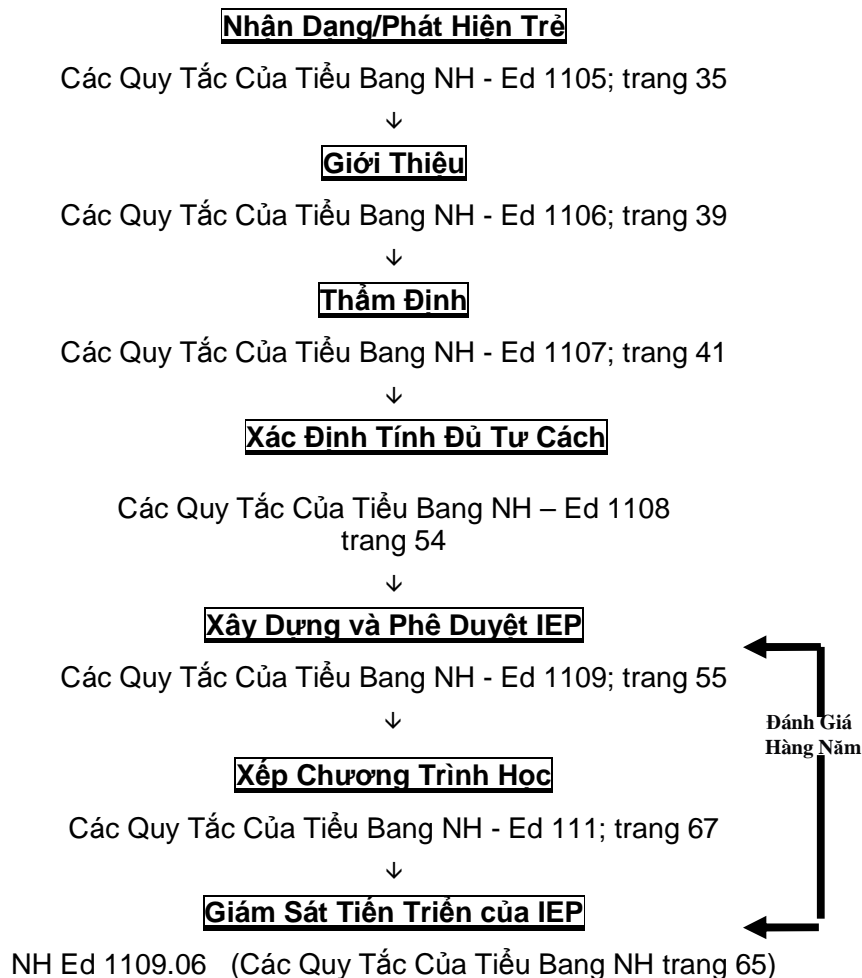 Nhận Dạng/Phát Hiện Trẻ
Các Quy Tắc Của Tiểu Bang NH - Ed 1105; trang 35
↓
Giới Thiệu
Các Quy Tắc Của Tiểu Bang NH - Ed 1106; trang 39
↓
Thẩm Định
Các Quy Tắc Của Tiểu Bang NH - Ed 1107; trang 41
↓
Xác Định Tính Đủ Tư Cách
Các Quy Tắc Của Tiểu Bang NH – Ed 1108
trang 54
↓
Xây Dựng và Phê Duyệt IEP
Các Quy Tắc Của Tiểu Bang NH - Ed 1109; trang 55
↓
Đánh Giá
Hàng Năm
Xếp Chương Trình Học
Các Quy Tắc Của Tiểu Bang NH - Ed 111; trang 67
↓
Giám Sát Tiến Triển của IEP
NH Ed 1109.06 (Các Quy Tắc Của Tiểu Bang NH trang 65)